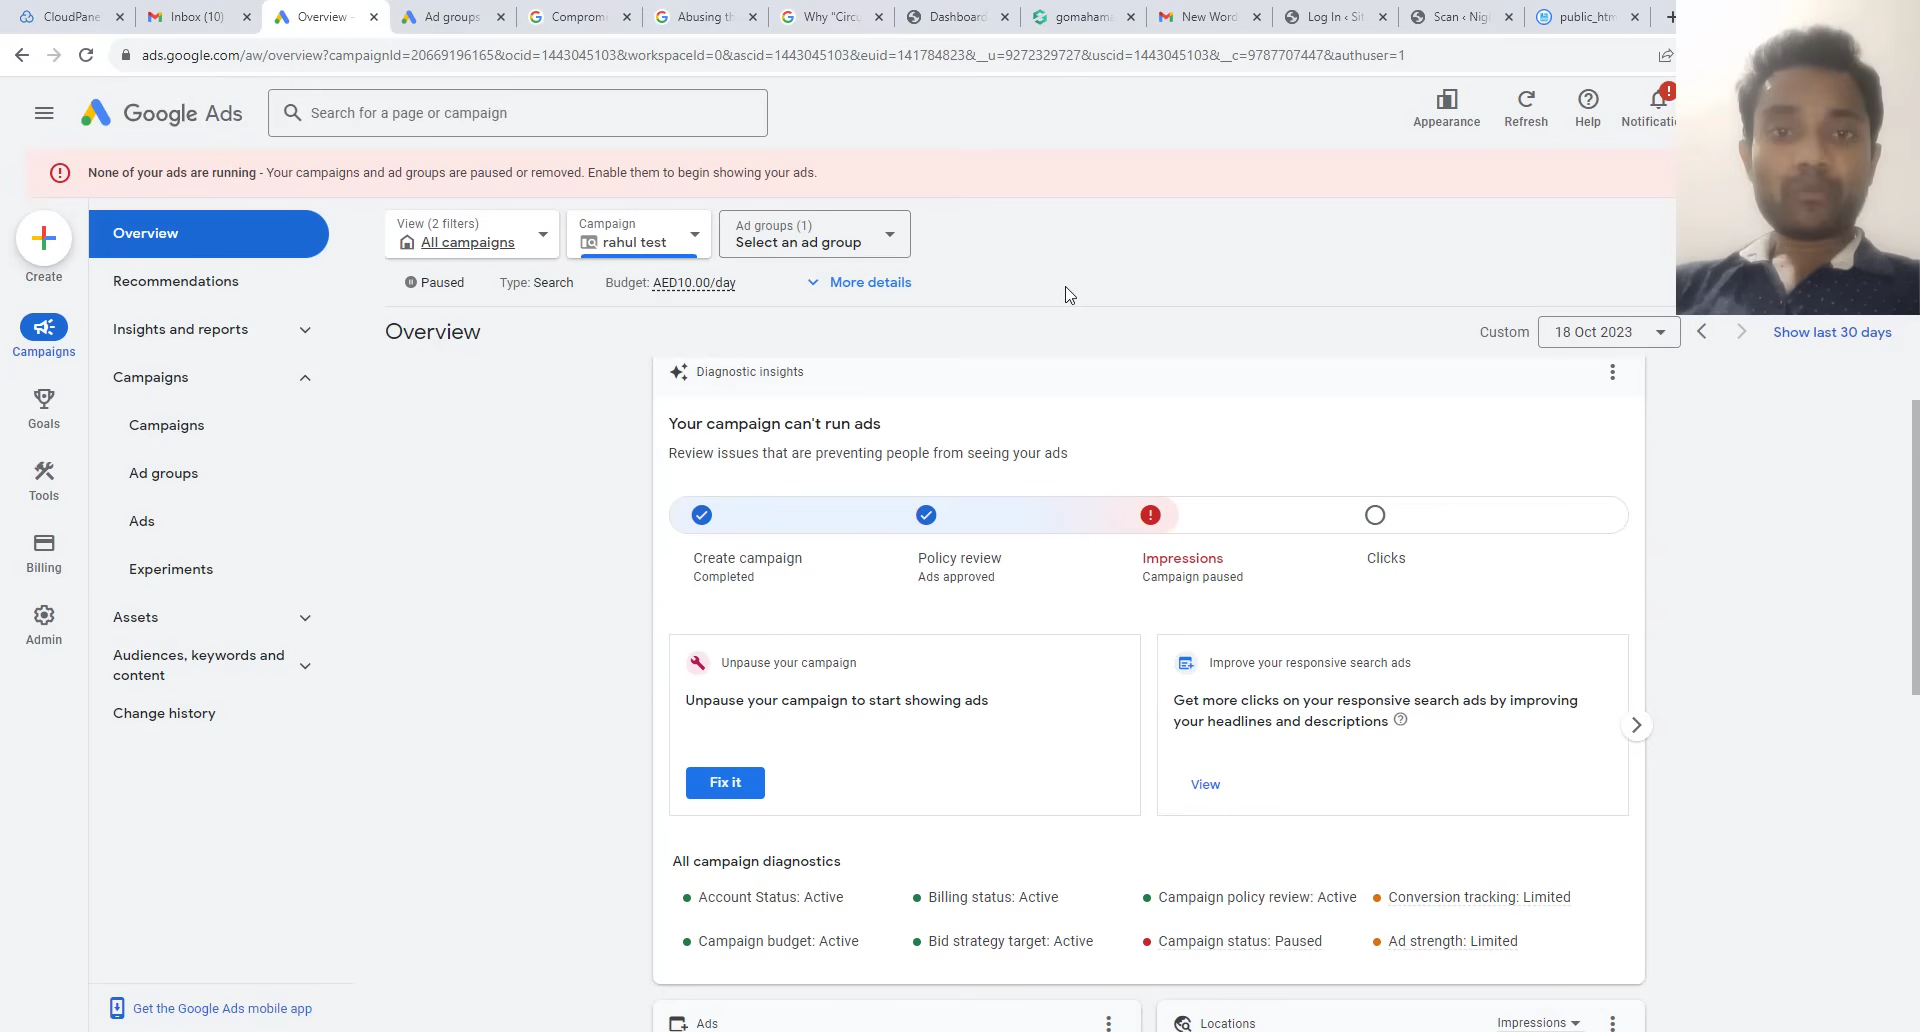 CloudPane
Inbox (10)
Overview -
Ad groups
Comprom
Abusing th
Why "Circu
Dashboard
gomaham
New Word
Log In ‹ Sit
Scan ‹ Nig
public_htm
ads.google.com/aw/overview?campaignId=20669196165&ocid=1443045103&workspaceId=0&ascid=1443045103&euid=141784823&__u=9272329727&uscid=1443045103&__c=9787707447&authuser=1
Google Ads
Search for a page or campaign
Appearance
Refresh
Help
Notificati
None of your ads are running - Your campaigns and ad groups are paused or removed. Enable them to begin showing your ads.
Create
Campaigns
Goals
Tools
Billing
Admin
Overview
Recommendations
Insights and reports
Campaigns
Campaigns
Ad groups
Ads
Experiments
Assets
Audiences, keywords and
content
Change history
Get the Google Ads mobile app
View (2 filters)
All campaigns
Campaign
rahul test
Ad groups (1)
Select an ad group
Paused
Type: Search
Budget: AED10.00/day
More details
Overview
Custom
18 Oct 2023
Show last 30 days
Diagnostic insights
Your campaign can't run ads
Review issues that are preventing people from seeing your ads
Create campaign
Completed
Policy review
Ads approved
Impressions
Campaign paused
Clicks
Unpause your campaign
Unpause your campaign to start showing ads
Fix it
Improve your responsive search ads
Get more clicks on your responsive search ads by improving
your headlines and descriptions
View
All campaign diagnostics
Account Status: Active
Billing status: Active
Campaign policy review: Active
Conversion tracking: Limited
Campaign budget: Active
Bid strategy target: Active
Campaign status: Paused
Ad strength: Limited
Ads
Locations
Impressions